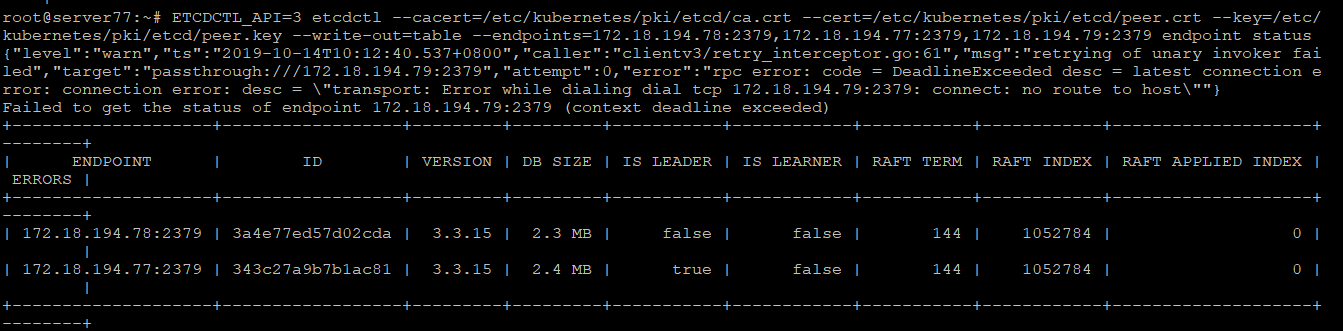 root@server77:~# ETCDCTL_API=3 etcdctl --cacert=/etc/kubernetes/pki/etcd/ca.crt --cert=/etc/kubernetes/pki/etcd/peer.crt --key=/etc/
kubernetes/pki/etcd/peer.key --write-out=table --endpoints=172.18.194.78:2379,172.18.194.77:2379,172.18.194.79:2379 endpoint status
{"level":"warn","ts":"2019-10-14T10:12:40.537+0800","caller":"clientv3/retry_interceptor.go:61","msg":"retrying of unary invoker fai
led","target":"passthrough:///172.18.194.79:2379","attempt":0,"error":"rpc error: code = DeadlineExceeded desc = latest connection e
rror: connection error: desc = \"transport: Error while dialing dial tcp 172.18.194.79:2379: connect: no route to host\""}
Failed to get the status of endpoint 172.18.194.79:2379 (context deadline exceeded)
+--------------------+------------------+---------+---------+-----------+------------+-----------+------------+--------------------+
--------+
|      ENDPOINT      |        ID        | VERSION | DB SIZE | IS LEADER | IS LEARNER | RAFT TERM | RAFT INDEX | RAFT APPLIED INDEX |
 ERRORS |
+--------------------+------------------+---------+---------+-----------+------------+-----------+------------+--------------------+
--------+
| 172.18.194.78:2379 | 3a4e77ed57d02cda |  3.3.15 |  2.3 MB |     false |      false |       144 |    1052784 |                  0 |
        |
| 172.18.194.77:2379 | 343c27a9b7b1ac81 |  3.3.15 |  2.4 MB |      true |      false |       144 |    1052784 |                  0 |
        |
+--------------------+------------------+---------+---------+-----------+------------+-----------+------------+--------------------+
--------+